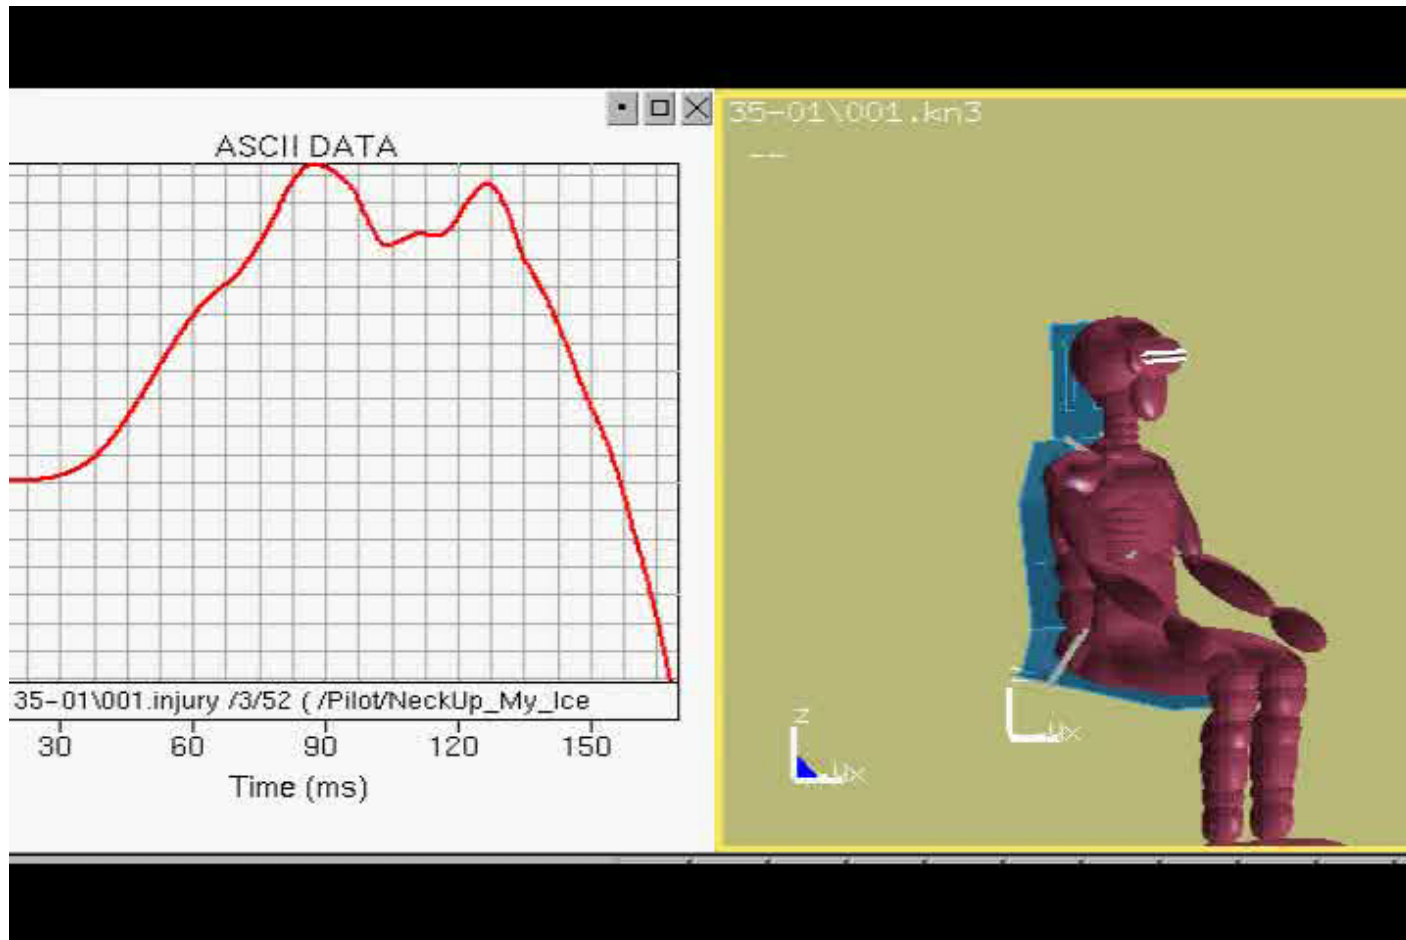 ASCII DATA
35-01\001.injury /3/52 ( /Pilot/NeckUp_My_Ice
30 60 90 120 150
Time (ms)
35-01\001.kn3
--
z
z